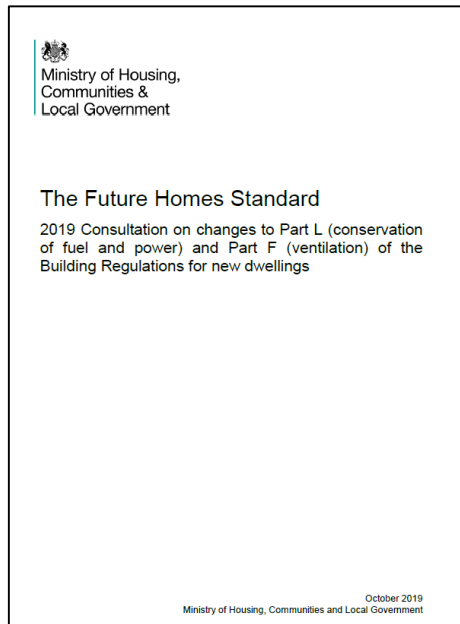 Ministry of Housing,
Communities &
Local Government
The Future Homes Standard
2019 Consultation on changes to Part L (conservation
of fuel and power) and Part F (ventilation) of the
Building Regulations for new dwellings
October 2019
Ministry of Housing, Communities and Local Government